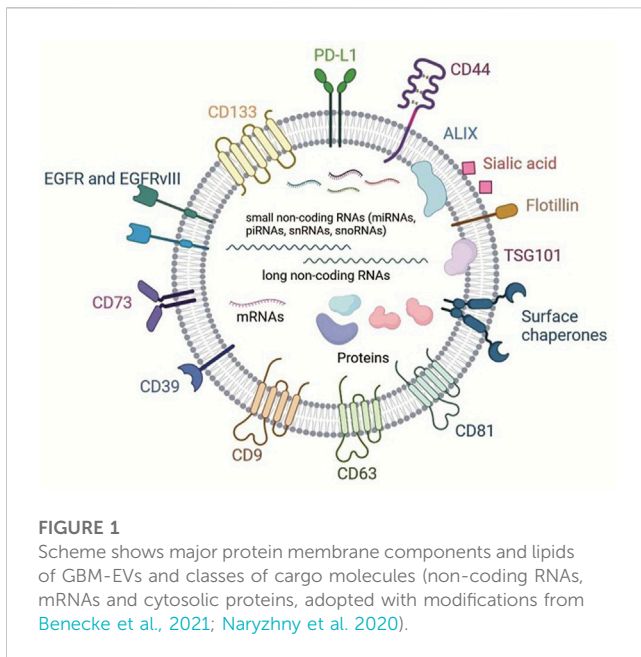 PD-L1
CD44
CD133
ALIX
Sialic acid
EGFR and EGFRvIII
Flotillin
small non-coding RNAs (miRNAs,
piRNAs, snRNAs, snoRNAs)
TSG101
long non-coding RNAs
CD73
mRNAs
Surface
chaperones
Proteins
CD39
CD81
CD9
CD63
FIGURE 1
Scheme shows major protein membrane components and lipids
of GBM-EVs and classes of cargo molecules (non-coding RNAs,
mRNAs and cytosolic proteins, adopted with modifications from
Benecke et al., 2021; Naryzhny et al. 2020).